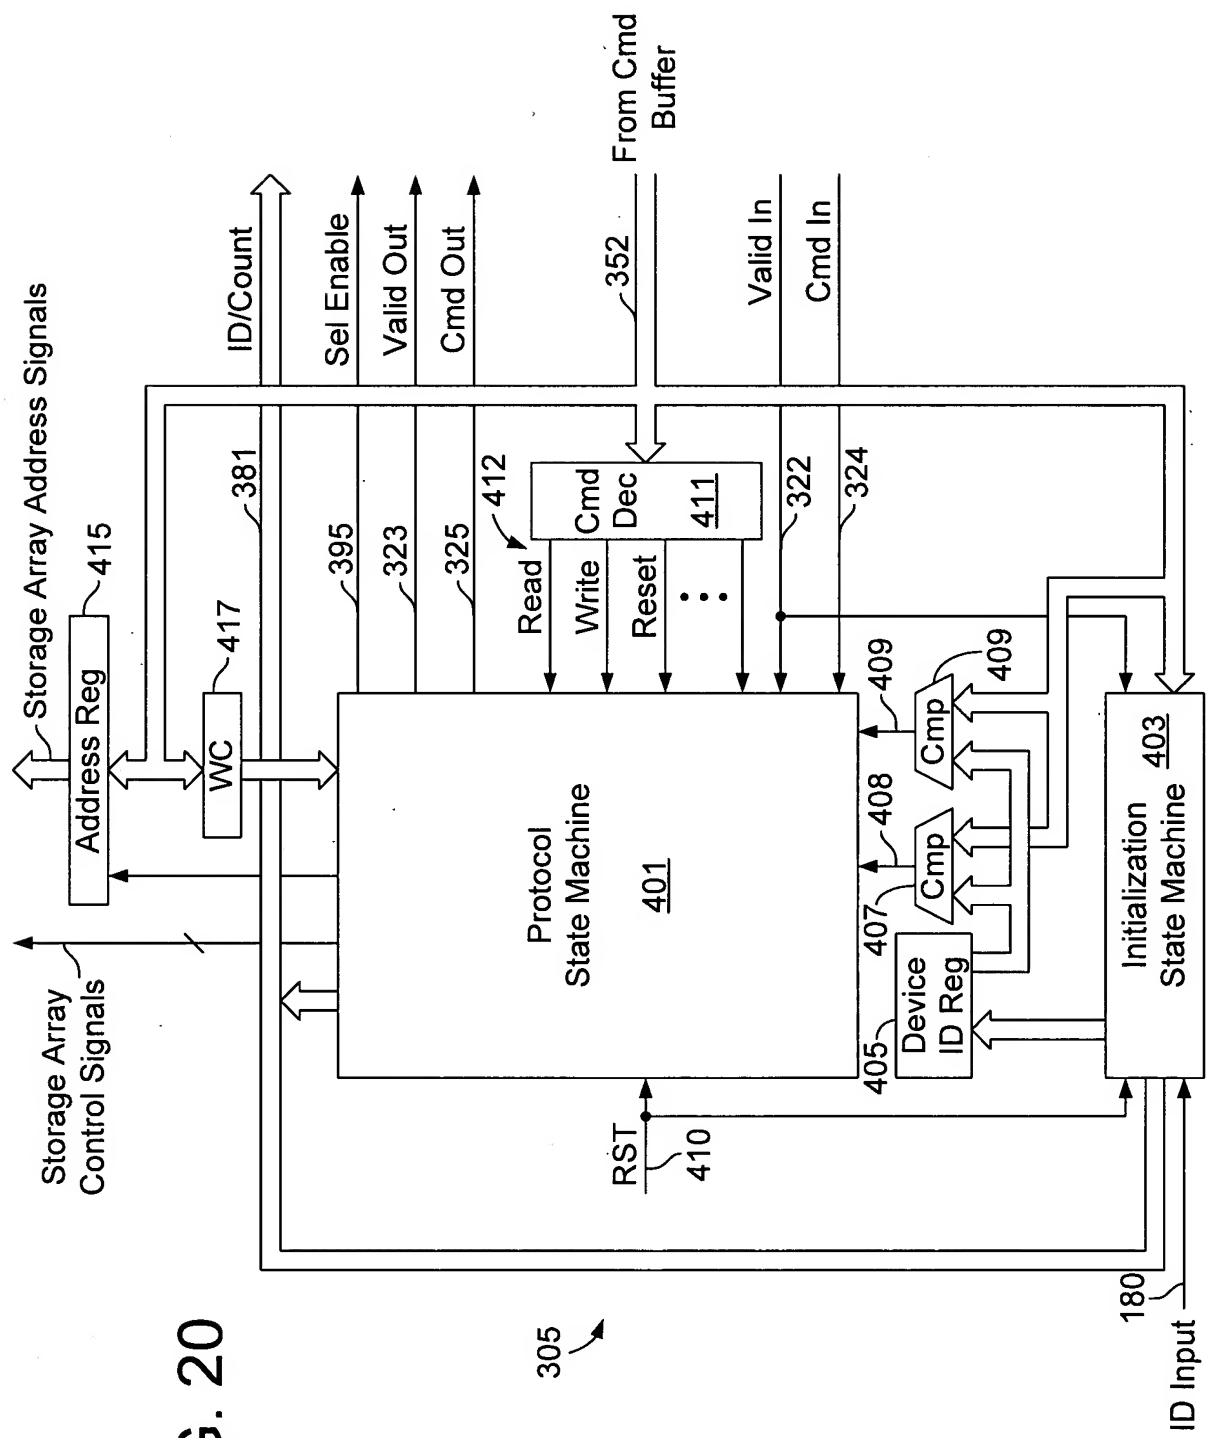 Storage Array
Control Signals
Storage Array Address Signals
Address Reg
415
WC
417
381
ID/Count
395
Sel Enable
323
Valid Out
325
Cmd Out
RST
410
Protocol
State Machine
401
Read
Write
Reset
412
Cmd
Dec
411
352
From Cmd
Buffer
322
Valid In
324
Cmd In
405
Device
ID Reg
407
Cmp
408
Cmp
409
409
Initialization
State Machine
403
180
ID Input
305
G. 20